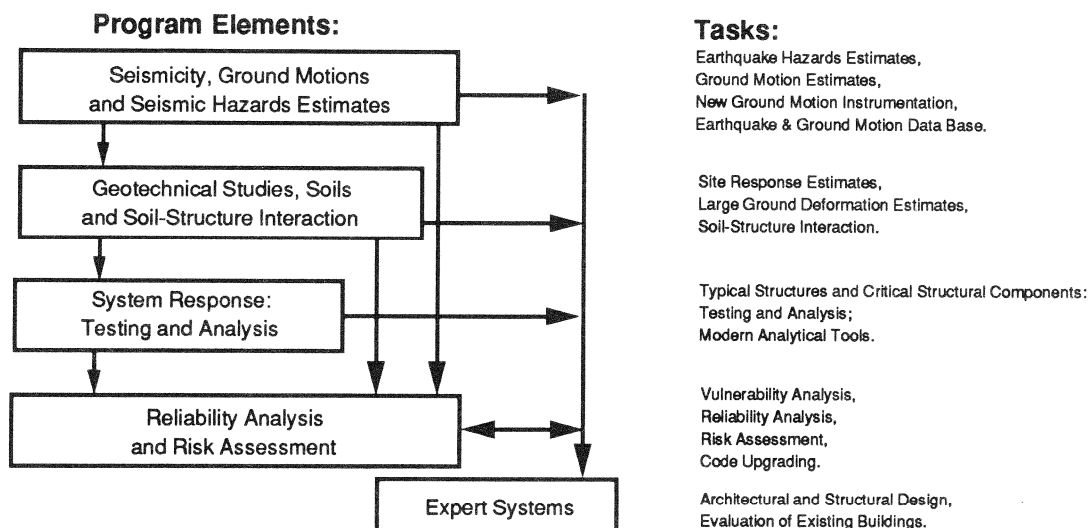 Program Elements:
Seismicity, Ground Motions
and Seismic Hazards Estimates
Geotechnical Studies, Soils
and Soil-Structure Interaction
System Response:
Testing and Analysis
Reliability Analysis
and Risk Assessment
Expert Systems
Tasks:
Earthquake Hazards Estimates,
Ground Motion Estimates,
New Ground Motion Instrumentation,
Earthquake & Ground Motion Data Base.
Site Response Estimates,
Large Ground Deformation Estimates,
Soil-Structure Interaction.
Typical Structures and Critical Structural Components:
Testing and Analysis;
Modern Analytical Tools.
Vulnerability Analysis,
Reliability Analysis,
Risk Assessment,
Code Upgrading.
Architectural and Structural Design,
Evaluation of Existing Buildings.